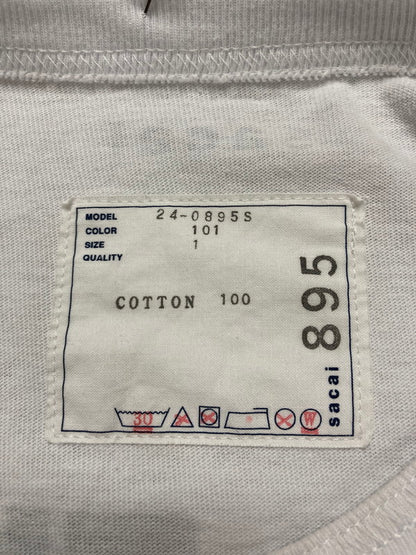 MODEL 24-0895S
COLOR 101
SIZE 1
QUALITY
COTTON 100
895
sacai
30
W